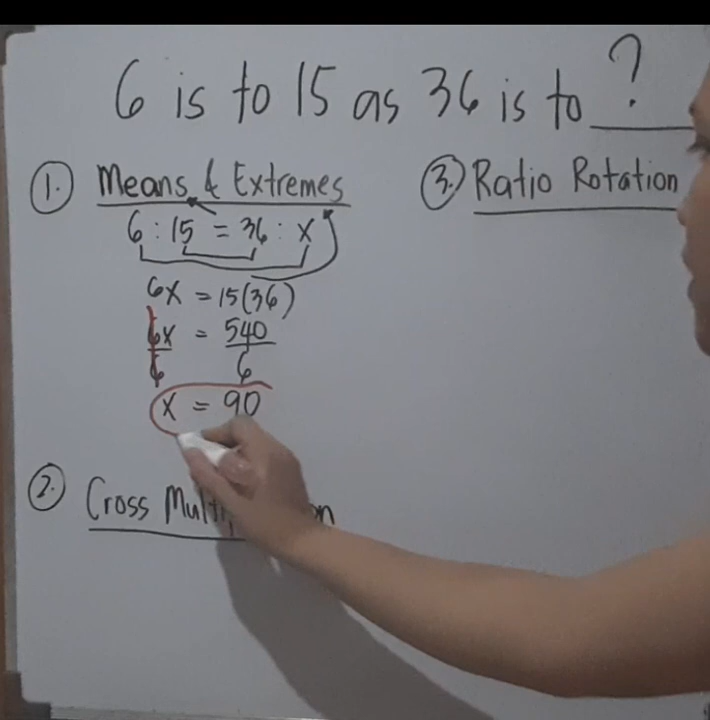 6 is to 15 as 36 is to ?
1. Means & Extremes
6 : 15 = 36 : x
6x = 15(36)
6x = 540
6 6
x = 90
2. Cross
3. Ratio Rotation